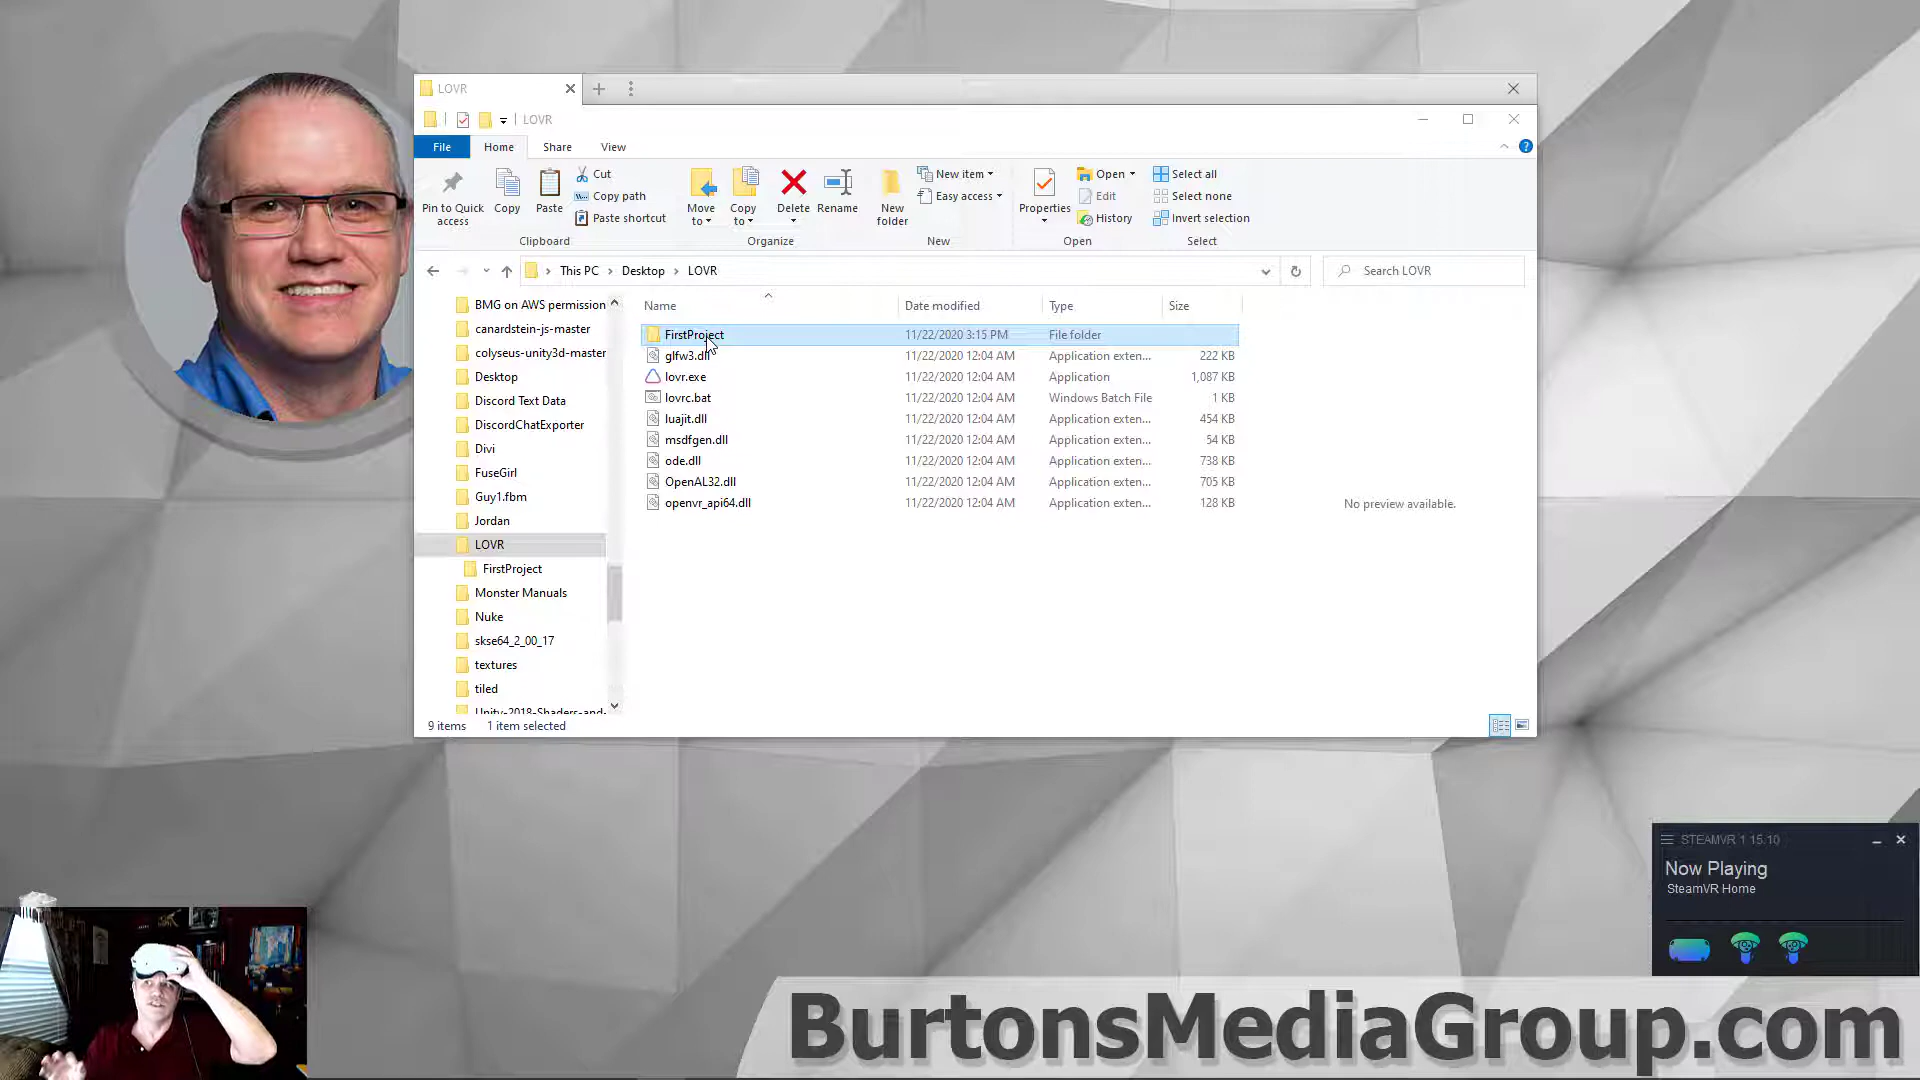 LOVR
LOVR
File Home Share View
Pin to Quick access
Copy
Paste
Cut
Copy path
Paste shortcut
Clipboard
Move to
Copy to
Delete
Rename
Organize
New folder
New item
Easy access
New
Properties
Open
Edit
History
Open
Select all
Select none
Invert selection
Select
This PC > Desktop > LOVR
Search LOVR
BMG on AWS permission
canardstein-js-master
colyseus-unity3d-master
Desktop
Discord Text Data
DiscordChatExporter
Divi
FuseGirl
Guy1.fbm
Jordan
LOVR
FirstProject
Monster Manuals
Nuke
skse64_2_00_17
textures
tiled
Unity-2018-Shaders-and-
Name Date modified Type Size
FirstProject 11/22/2020 3:15 PM File folder
glfw3.dll 11/22/2020 12:04 AM Application exten... 222 KB
lovr.exe 11/22/2020 12:04 AM Application 1,087 KB
lovrc.bat 11/22/2020 12:04 AM Windows Batch File 1 KB
luajit.dll 11/22/2020 12:04 AM Application exten... 454 KB
msdfgen.dll 11/22/2020 12:04 AM Application exten... 54 KB
ode.dll 11/22/2020 12:04 AM Application exten... 738 KB
OpenAL32.dll 11/22/2020 12:04 AM Application exten... 705 KB
openvr_api64.dll 11/22/2020 12:04 AM Application exten... 128 KB
No preview available.
9 items 1 item selected
STEAMVR 1.15.10
Now Playing
SteamVR Home
BurtonsMediaGroup.com